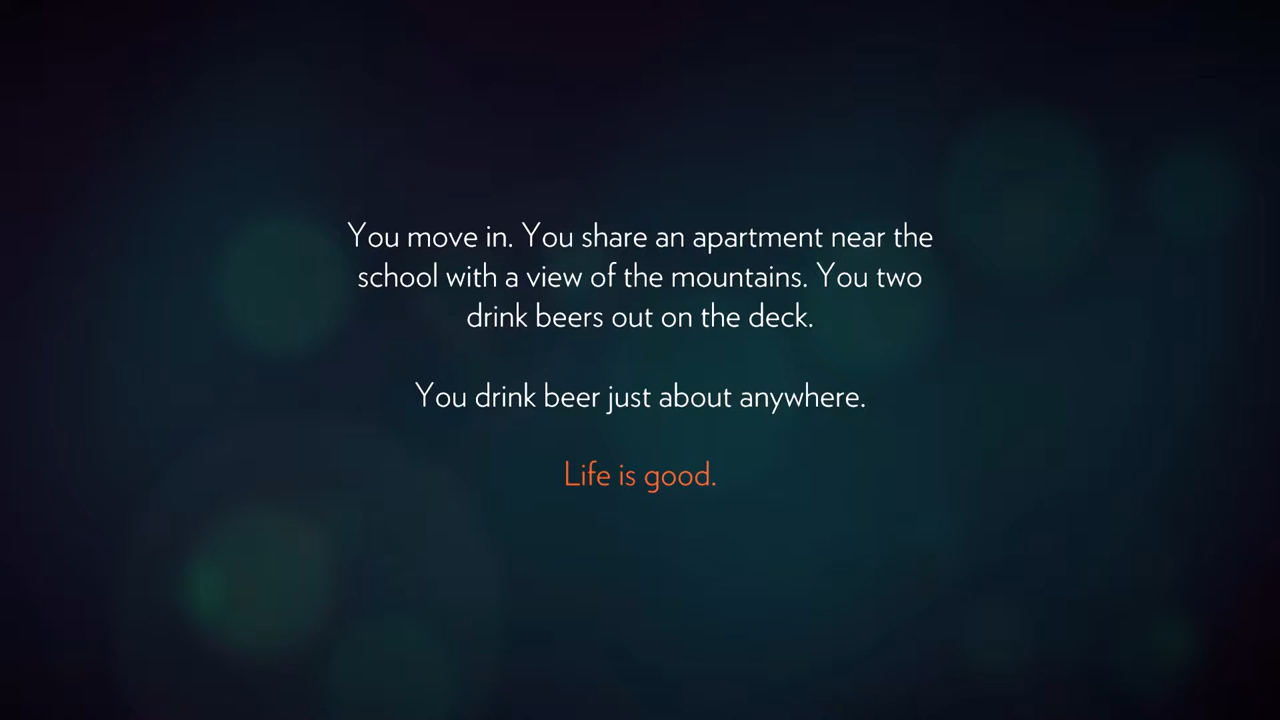 You move in. You share an apartment near the
school with a view of the mountains. You two
drink beers out on the deck.
You drink beer just about anywhere.
Life is good.